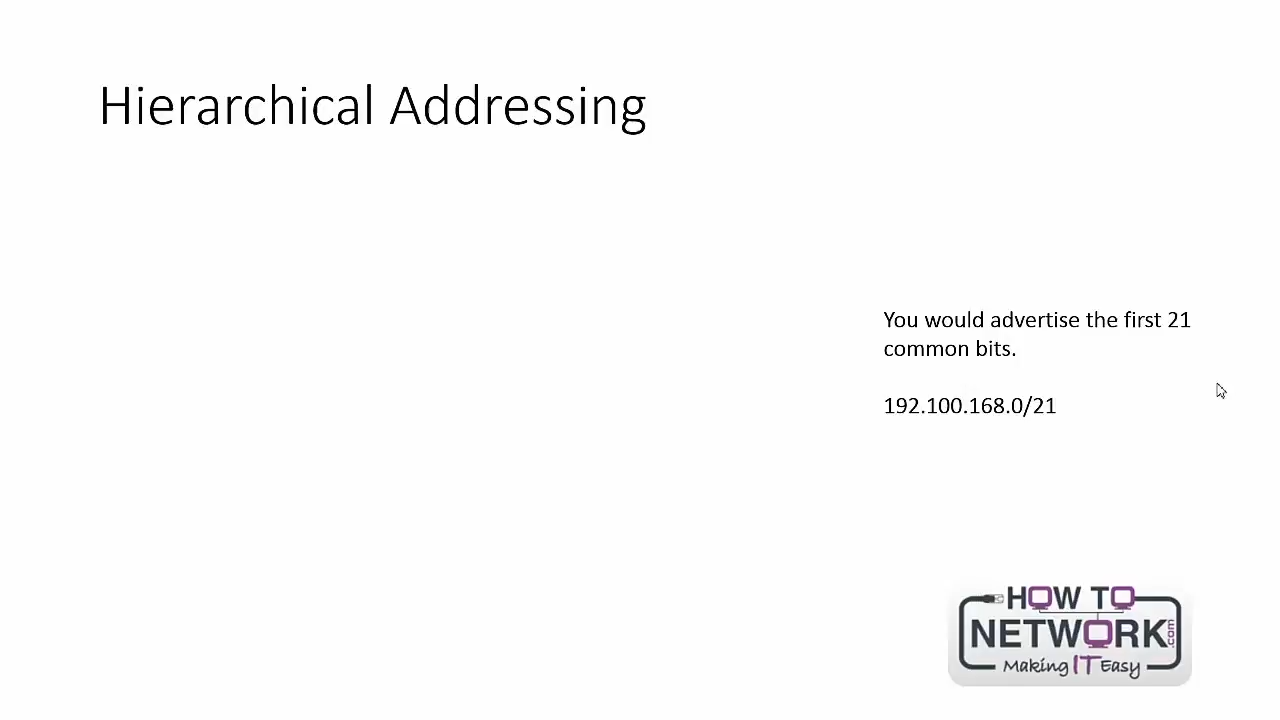 Hierarchical Addressing
You would advertise the first 21
common bits.
192.100.168.0/21
HOW TO
NETWORK.com
Making IT Easy